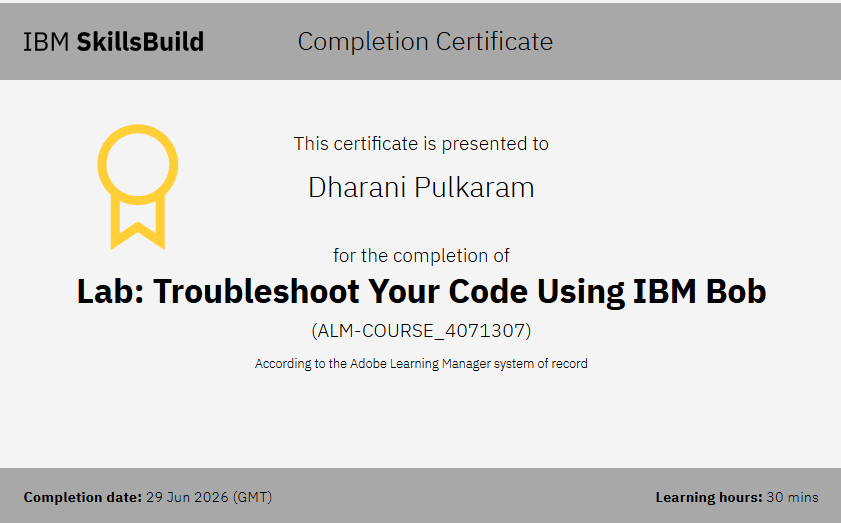 IBM SkillsBuild
Completion Certificate
This certificate is presented to
Dharani Pulkaram
for the completion of
Lab: Troubleshoot Your Code Using IBM Bob
(ALM-COURSE_4071307)
According to the Adobe Learning Manager system of record
Completion date: 29 Jun 2026 (GMT)
Learning hours: 30 mins